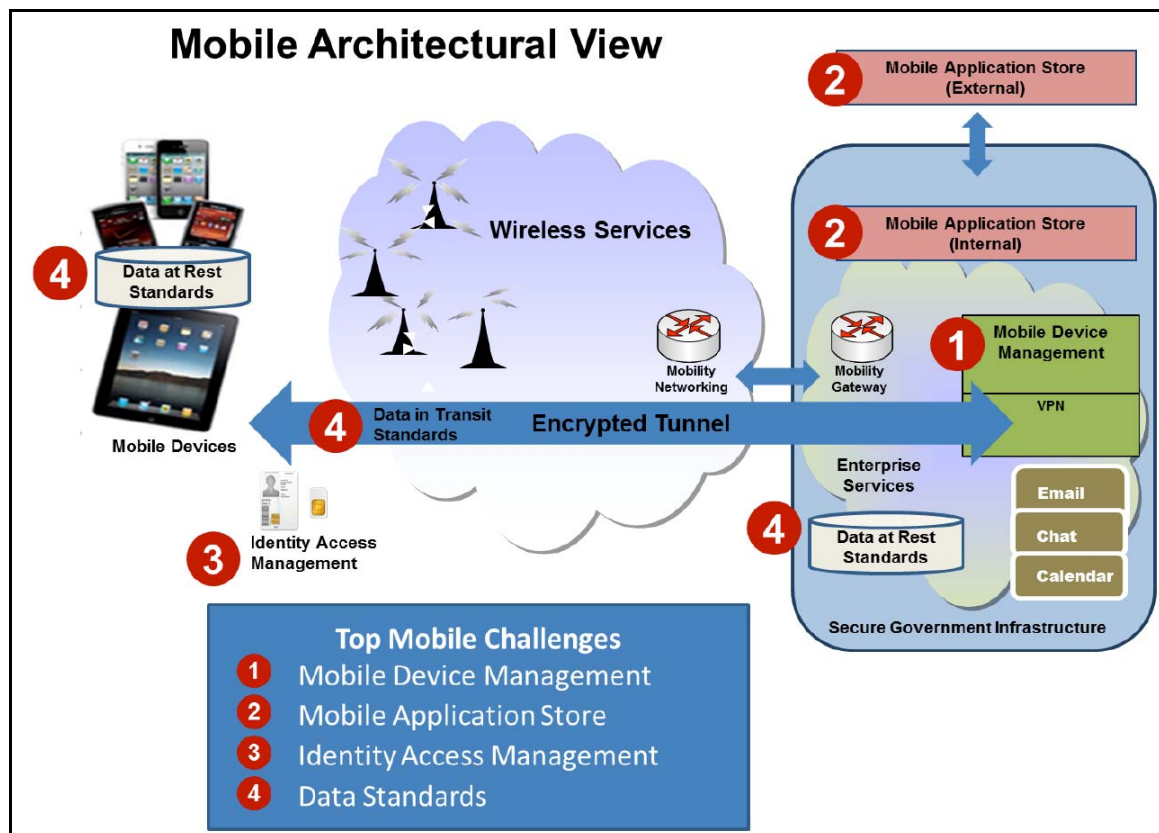 Mobile Architectural View
2
Mobile Application Store
(External)
2
Mobile Application Store
(Internal)
4
Data at Rest
Standards
Mobile Devices
Wireless Services
Mobility
Networking
Mobility
Gateway
1
Mobile Device
Management
VPN
4
Data in Transit
Standards
Encrypted Tunnel
3
Identity Access
Management
Enterprise
Services
4
Data at Rest
Standards
Email
Chat
Calendar
Secure Government Infrastructure
Top Mobile Challenges
1 Mobile Device Management
2 Mobile Application Store
3 Identity Access Management
4 Data Standards